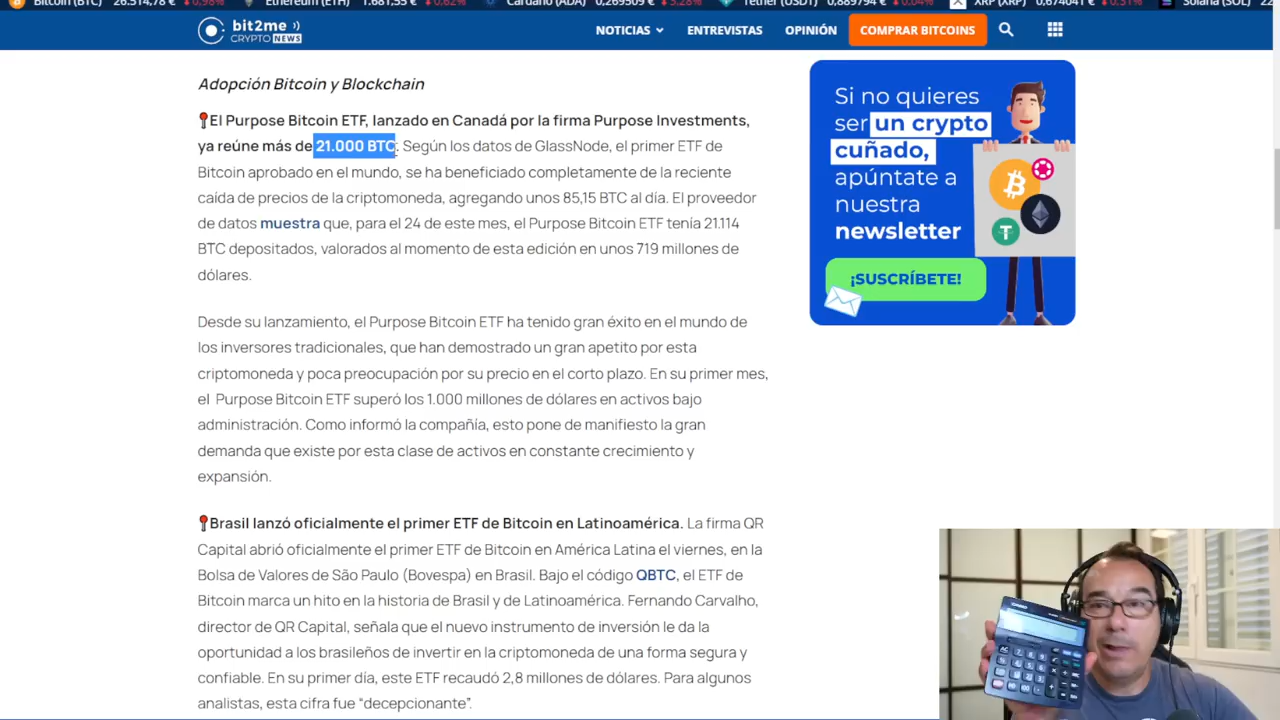 Bitcoin (BTC) 26.514,78 € 0,98% Ethereum (ETH) 1.681,55 € 0,62% Cardano (ADA) 0,269509 € 3,28% Tether (USDT) 0,889794 € 0,04% XRP (XRP) 0,674041 € 0,31% Solana (SOL) 22
bit2me
CRYPTO NEWS
NOTICIAS ENTREVISTAS OPINIÓN COMPRAR BITCOINS
Adopción Bitcoin y Blockchain
El Purpose Bitcoin ETF, lanzado en Canadá por la firma Purpose Investments,
ya reúne más de 21.000 BTC. Según los datos de GlassNode, el primer ETF de
Bitcoin aprobado en el mundo, se ha beneficiado completamente de la reciente
caída de precios de la criptomoneda, agregando unos 85,15 BTC al día. El proveedor
de datos muestra que, para el 24 de este mes, el Purpose Bitcoin ETF tenía 21.114
BTC depositados, valorados al momento de esta edición en unos 719 millones de
dólares.
Desde su lanzamiento, el Purpose Bitcoin ETF ha tenido gran éxito en el mundo de
los inversores tradicionales, que han demostrado un gran apetito por esta
criptomoneda y poca preocupación por su precio en el corto plazo. En su primer mes,
el Purpose Bitcoin ETF superó los 1.000 millones de dólares en activos bajo
administración. Como informó la compañía, esto pone de manifiesto la gran
demanda que existe por esta clase de activos en constante crecimiento y
expansión.
Brasil lanzó oficialmente el primer ETF de Bitcoin en Latinoamérica. La firma QR
Capital abrió oficialmente el primer ETF de Bitcoin en América Latina el viernes, en la
Bolsa de Valores de São Paulo (Bovespa) en Brasil. Bajo el código QBTC, el ETF de
Bitcoin marca un hito en la historia de Brasil y de Latinoamérica. Fernando Carvalho,
director de QR Capital, señala que el nuevo instrumento de inversión le da la
oportunidad a los brasileños de invertir en la criptomoneda de una forma segura y
confiable. En su primer día, este ETF recaudó 2,8 millones de dólares. Para algunos
analistas, esta cifra fue “decepcionante”.
Si no quieres
ser un crypto
cuñado,
apúntate a
nuestra
newsletter
¡SUSCRÍBETE!
CASIO